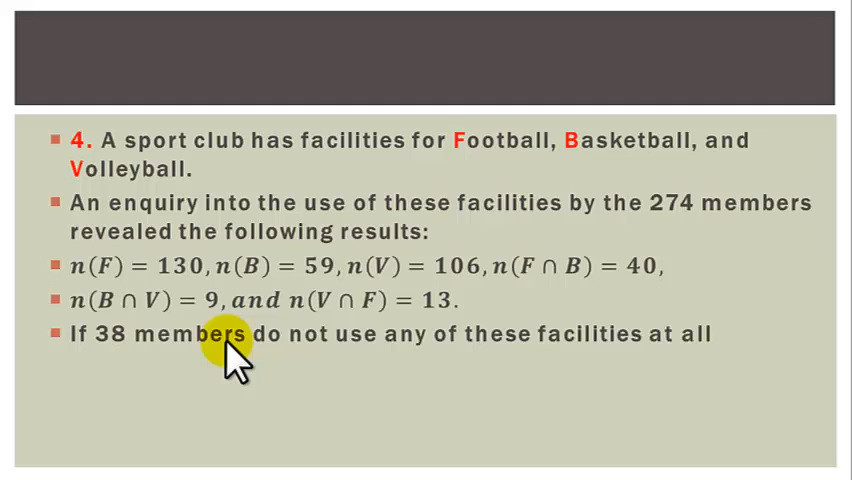 4. A sport club has facilities for Football, Basketball, and
Volleyball.
An enquiry into the use of these facilities by the 274 members
revealed the following results:
n(F) = 130, n(B) = 59, n(V) = 106, n(F ∩ B) = 40,
n(B ∩ V) = 9, and n(V ∩ F) = 13.
If 38 members do not use any of these facilities at all